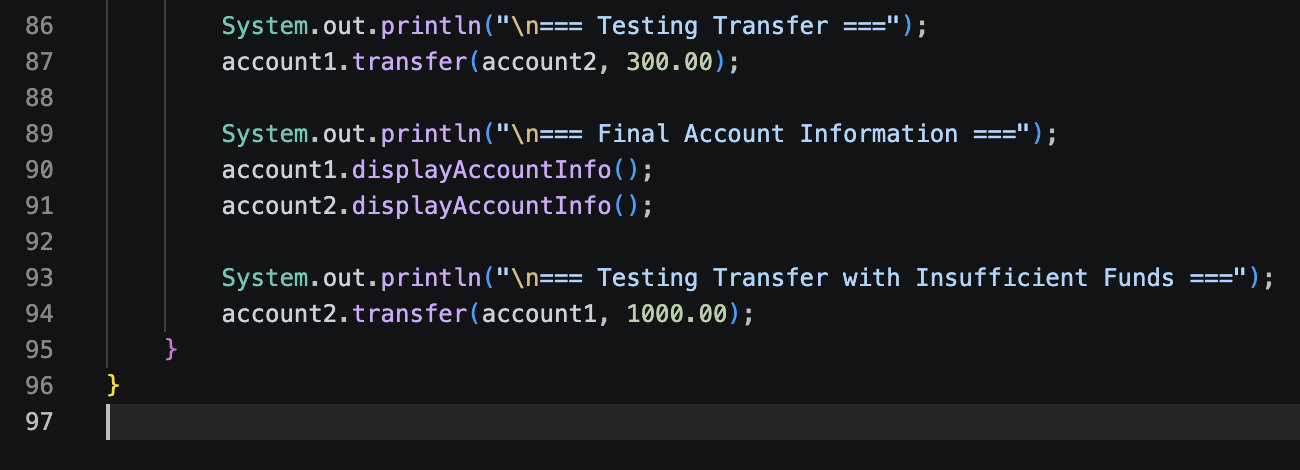 86 System.out.println("\n=== Testing Transfer ===");
87 account1.transfer(account2, 300.00);
88
89 System.out.println("\n=== Final Account Information ===");
90 account1.displayAccountInfo();
91 account2.displayAccountInfo();
92
93 System.out.println("\n=== Testing Transfer with Insufficient Funds ===");
94 account2.transfer(account1, 1000.00);
95 }
96 }
97